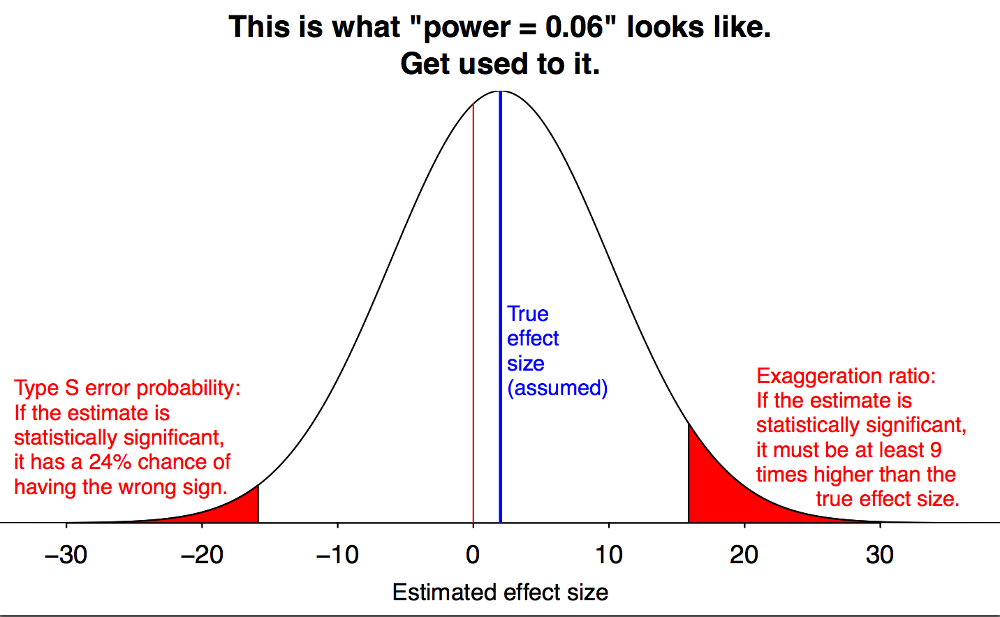 This is what "power = 0.06" looks like.
Get used to it.
True
effect
size
(assumed)
Type S error probability:
If the estimate is
statistically significant,
it has a 24% chance of
having the wrong sign.
Exaggeration ratio:
If the estimate is
statistically significant,
it must be at least 9
times higher than the
true effect size.
−30 −20 −10 0 10 20 30
Estimated effect size